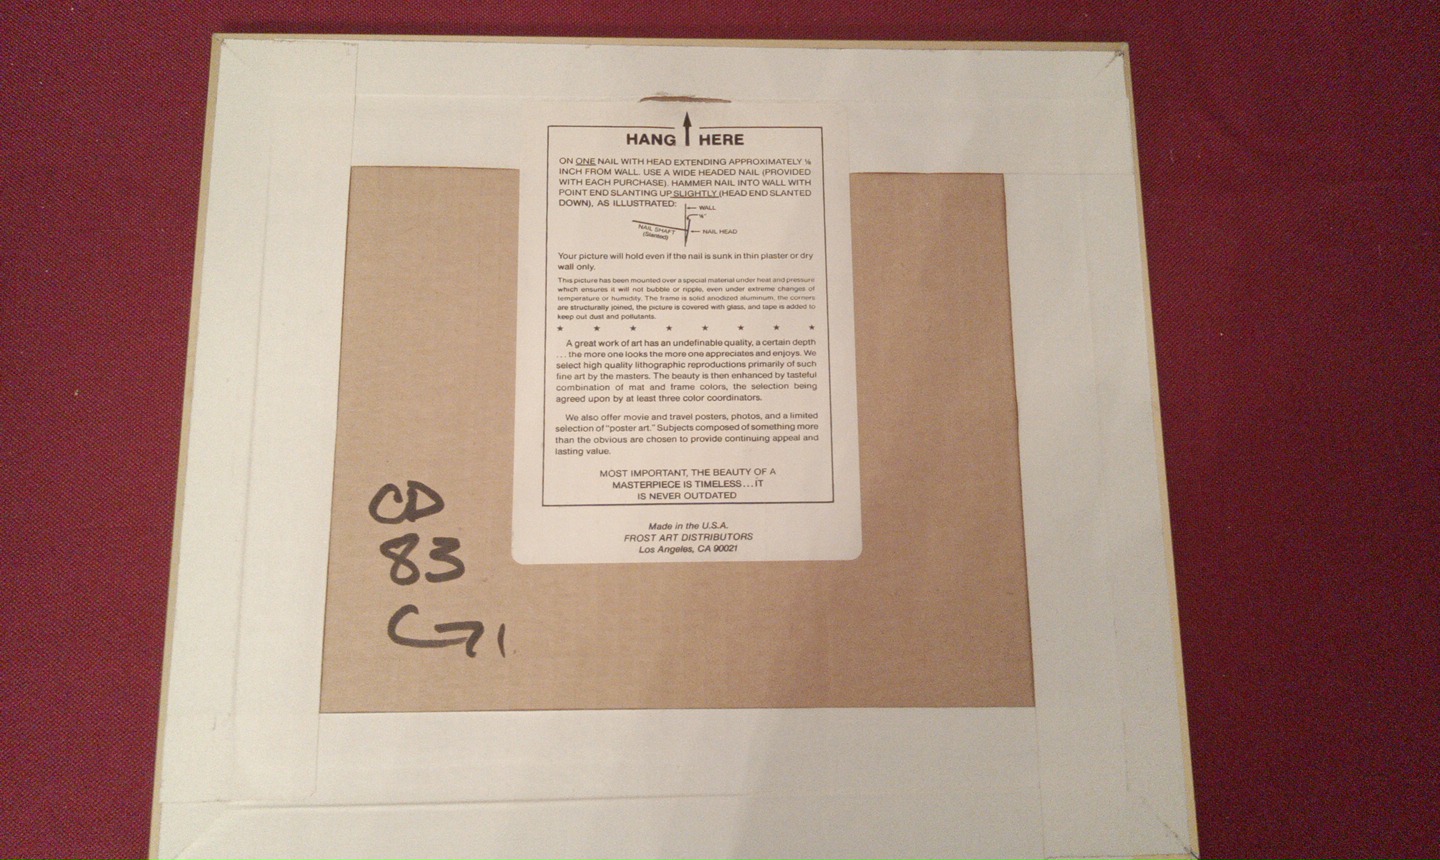 HANG HERE
ON ONE NAIL WITH HEAD EXTENDING APPROXIMATELY ⅛
INCH FROM WALL. USE A WIDE HEADED NAIL (PROVIDED
WITH EACH PURCHASE). HAMMER NAIL INTO WALL WITH
POINT END SLANTING UP SLIGHTLY (HEAD END SLANTED
DOWN), AS ILLUSTRATED:
WALL
NAIL SHAFT
(Slanted)
NAIL HEAD
Your picture will hold even if the nail is sunk in thin plaster or dry
wall only.
This picture has been mounted over a special material under heat and pressure
which ensures it will not bubble or ripple, even under extreme changes of
temperature or humidity. The frame is solid anodized aluminum, the corners
are structurally joined, the picture is covered with glass, and tape is added to
keep out dust and pollutants.
★ ★ ★ ★ ★ ★ ★ ★
A great work of art has an undefinable quality, a certain depth
...the more one looks the more one appreciates and enjoys. We
select high quality lithographic reproductions primarily of such
fine art by the masters. The beauty is then enhanced by tasteful
combination of mat and frame colors, the selection being
agreed upon by at least three color coordinators.
We also offer movie and travel posters, photos, and a limited
selection of "poster art." Subjects composed of something more
than the obvious are chosen to provide continuing appeal and
lasting value.
MOST IMPORTANT, THE BEAUTY OF A
MASTERPIECE IS TIMELESS...IT
IS NEVER OUTDATED
Made in the U.S.A.
FROST ART DISTRIBUTORS
Los Angeles, CA 90021
CD
83